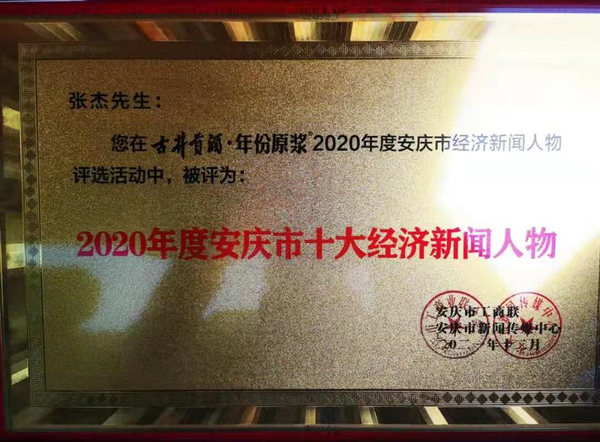 张杰先生：
您在古井贡酒·年份原浆®2020年度安庆市经济新闻人物
评选活动中，被评为：
2020年度安庆市十大经济新闻人物
安庆市工商联
安庆市新闻传媒中心